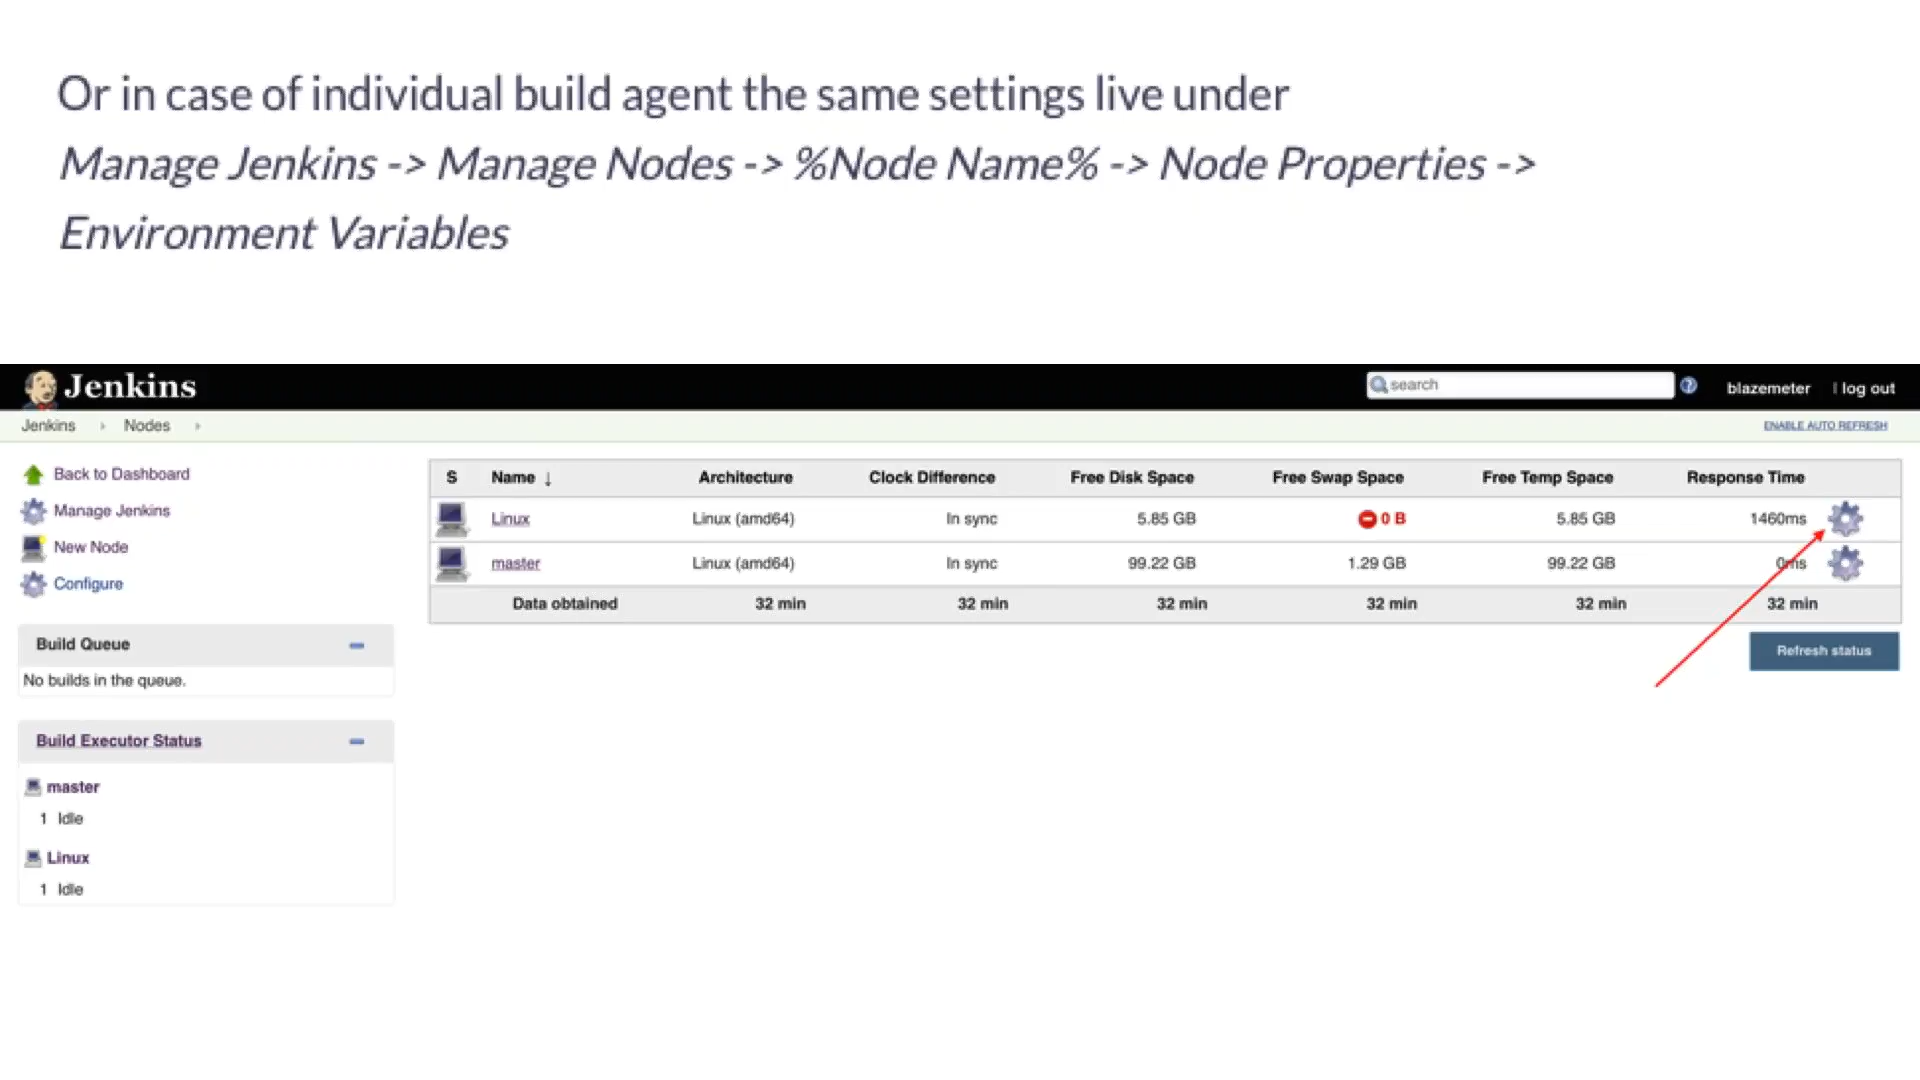 Or in case of individual build agent the same settings live under
Manage Jenkins -> Manage Nodes -> %Node Name% -> Node Properties ->
Environment Variables
Jenkins
search
blazemeter | log out
Jenkins Nodes
ENABLE AUTO REFRESH
Back to Dashboard
Manage Jenkins
New Node
Configure
S Name ↓ Architecture Clock Difference Free Disk Space Free Swap Space Free Temp Space Response Time
Linux Linux (amd64) In sync 5.85 GB 0 B 5.85 GB 1460ms
master Linux (amd64) In sync 99.22 GB 1.29 GB 99.22 GB 0ms
Data obtained 32 min 32 min 32 min 32 min 32 min 32 min
Refresh status
Build Queue
No builds in the queue.
Build Executor Status
master
1 Idle
Linux
1 Idle